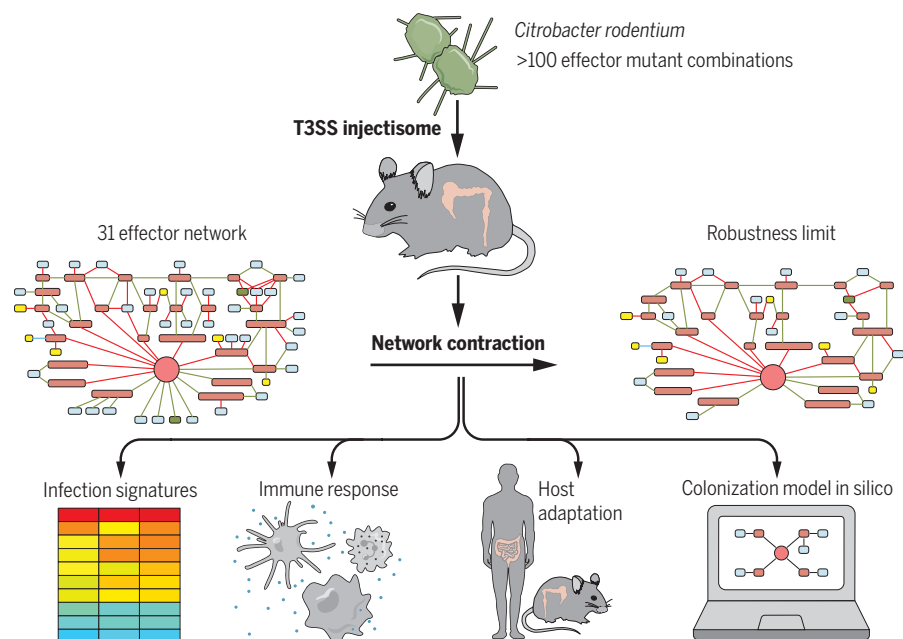 Citrobacter rodentium
>100 effector mutant combinations
T3SS injectisome
31 effector network
Robustness limit
Network contraction
Infection signatures
Immune response
Host
adaptation
Colonization model in silico